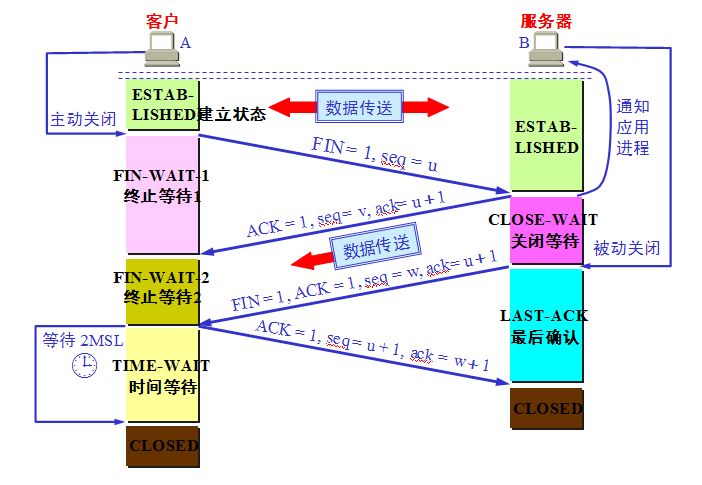 客户
服务器
A
B
ESTAB-
LISHED
建立状态
数据传送
通知
应用
进程
主动关闭
ESTAB-
LISHED
FIN = 1, seq = u
FIN-WAIT-1
终止等待1
ACK = 1, seq= v, ack= u+1
CLOSE-WAIT
关闭等待
数据传送
被动关闭
FIN-WAIT-2
终止等待2
FIN = 1, ACK = 1, seq = w, ack= u+1
LAST-ACK
最后确认
等待 2MSL
ACK = 1, seq= u+1, ack = w+1
TIME-WAIT
时间等待
CLOSED
CLOSED